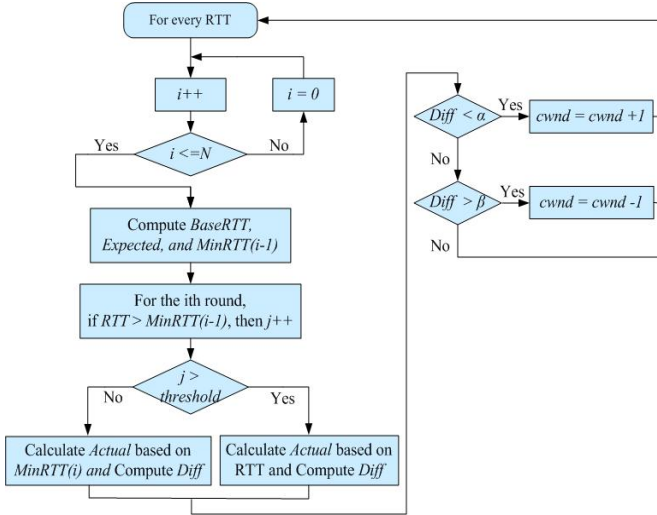 For every RTT
i++
i = 0
i <=N
Yes
No
Compute BaseRTT,
Expected, and MinRTT(i-1)
For the ith round,
if RTT > MinRTT(i-1), then j++
j >
threshold
No
Yes
Calculate Actual based on
MinRTT(i) and Compute Diff
Calculate Actual based on
RTT and Compute Diff
Diff < α
Yes
cwnd = cwnd +1
No
Diff > β
Yes
cwnd = cwnd -1
No